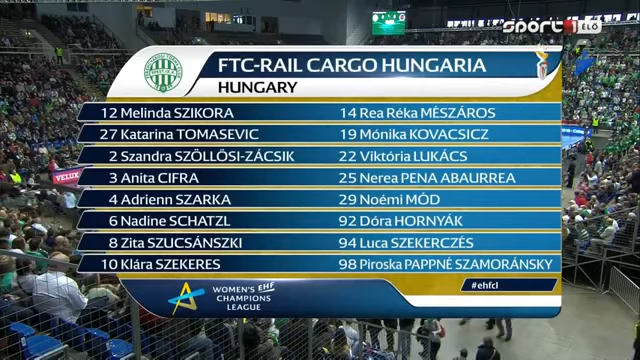 sport1
ÉLŐ
FTC-RAIL CARGO HUNGARIA
HUNGARY
12 Melinda SZIKORA
14 Rea Réka MÉSZÁROS
27 Katarina TOMASEVIC
19 Mónika KOVACSICZ
2 Szandra SZÖLLŐSI-ZÁCSIK
22 Viktória LUKÁCS
3 Anita CIFRA
25 Nerea PENA ABAURREA
4 Adrienn SZARKA
29 Noémi MÓD
6 Nadine SCHATZL
92 Dóra HORNYÁK
8 Zita SZUCSÁNSZKI
94 Luca SZEKERCZÉS
10 Klára SZEKERES
98 Piroska PAPPNÉ SZAMORÁNSKY
VELUX
WOMEN'S EHF
CHAMPIONS
LEAGUE
#ehfcl